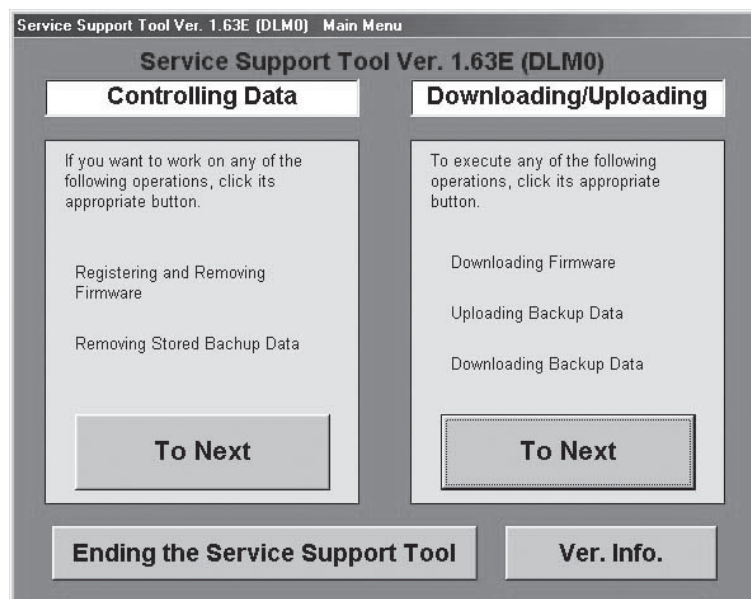 Service Support Tool Ver. 1.63E (DLM0) Main Menu
Service Support Tool Ver. 1.63E (DLM0)
Controlling Data
If you want to work on any of the
following operations, click its
appropriate button.
Registering and Removing
Firmware
Removing Stored Bachup Data
To Next
Downloading/Uploading
To execute any of the following
operations, click its appropriate
button.
Downloading Firmware
Uploading Backup Data
Downloading Backup Data
To Next
Ending the Service Support Tool
Ver. Info.